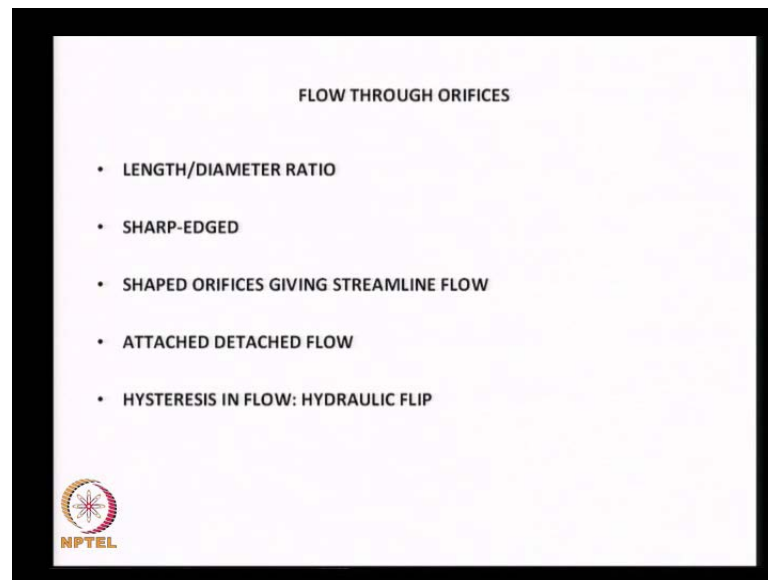 FLOW THROUGH ORIFICES
• LENGTH/DIAMETER RATIO
• SHARP-EDGED
• SHAPED ORIFICES GIVING STREAMLINE FLOW
• ATTACHED DETACHED FLOW
• HYSTERESIS IN FLOW: HYDRAULIC FLIP
NPTEL